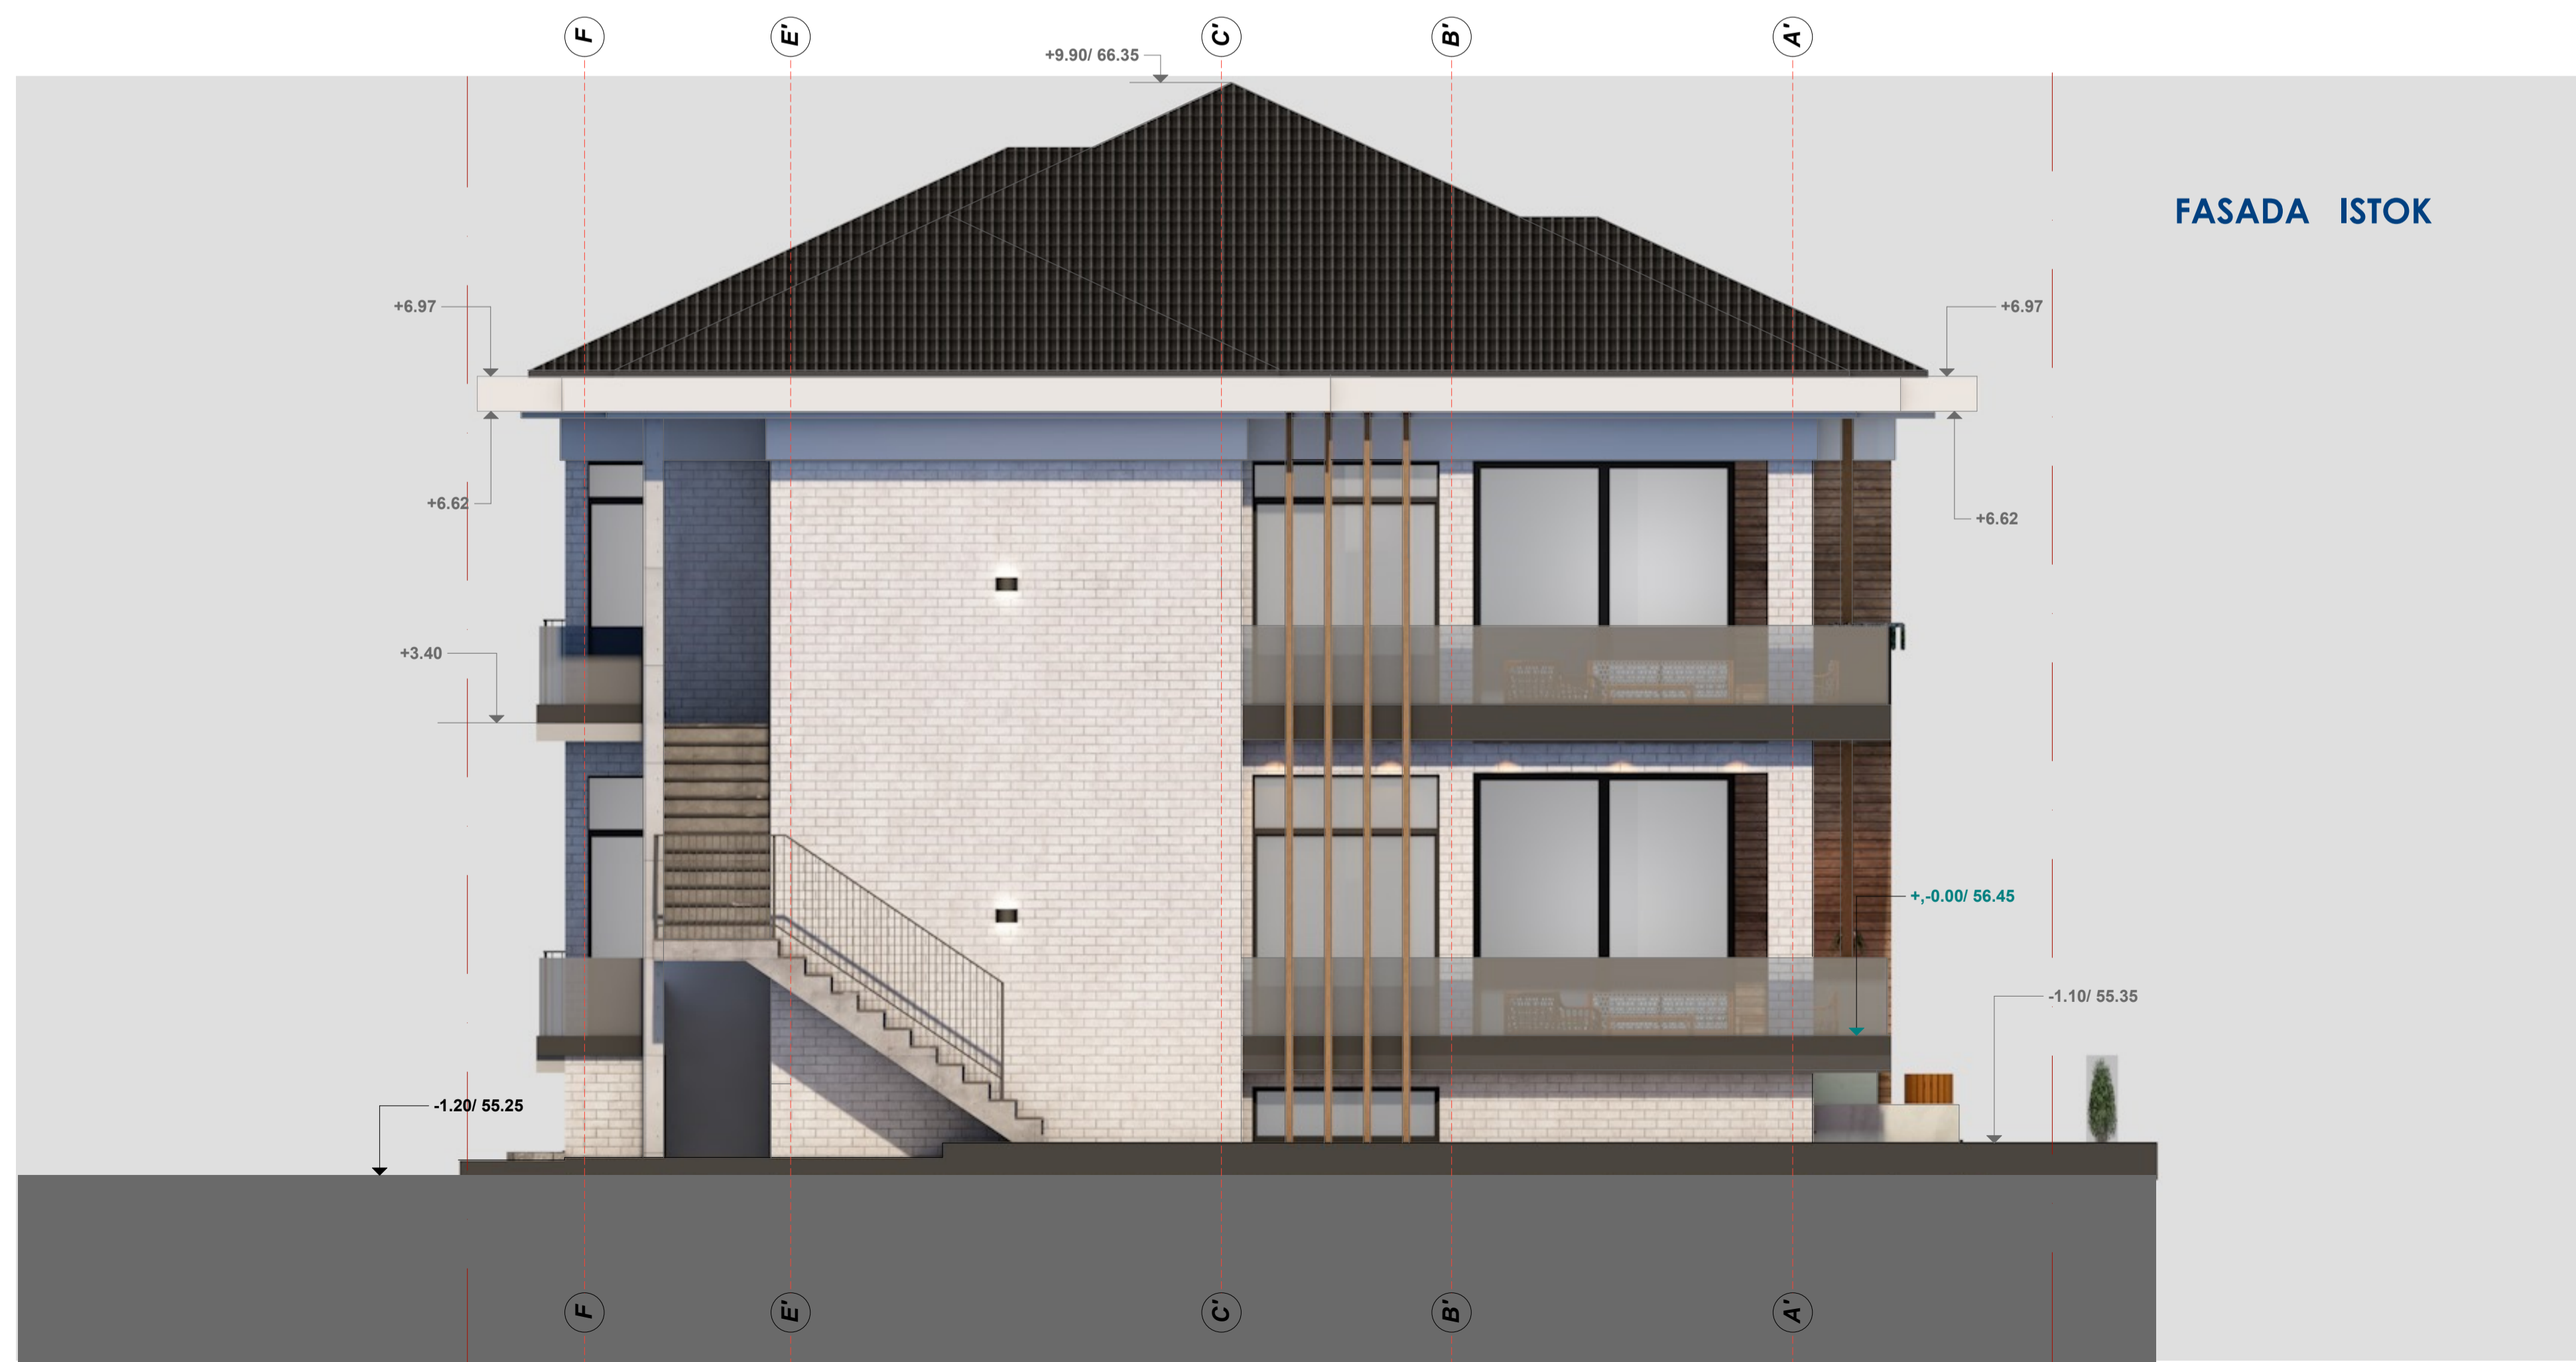 F E' C' B' A'
+9.90/ 66.35
FASADA ISTOK
+6.97 +6.97
+6.62 +6.62
+3.40
+,-0.00/ 56.45
-1.10/ 55.35
-1.20/ 55.25
F E' C' B' A'